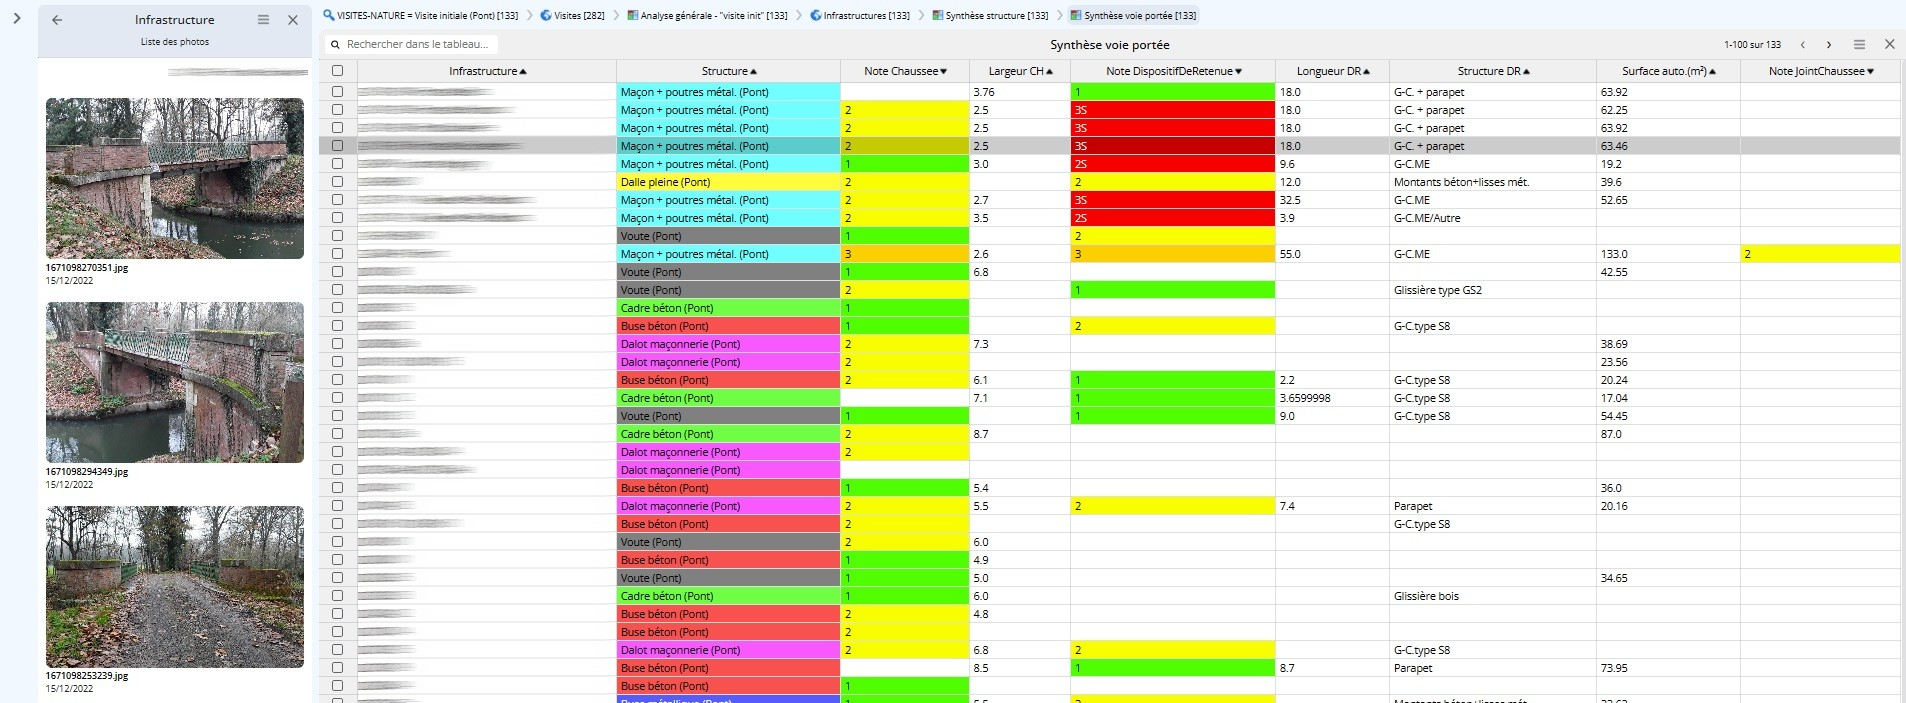 Infrastructure
Liste des photos
1671098270351.jpg
15/12/2022
1671098294349.jpg
15/12/2022
1671098253239.jpg
15/12/2022
VISITES-NATURE = Visite initiale (Pont) [133] Visites [282] Analyse générale - "visite init" [133] Infrastructures [133] Synthèse structure [133] Synthèse voie portée [133]
Rechercher dans le tableau... Synthèse voie portée 1-100 sur 133
Infrastructure Structure Note Chaussee Largeur CH Note DispositifDeRetenue Longueur DR Structure DR Surface auto.(m²) Note JointChaussee
Maçon + poutres métal. (Pont) 3.76 1 18.0 G-C. + parapet 63.92
Maçon + poutres métal. (Pont) 2 2.5 3S 18.0 G-C. + parapet 62.25
Maçon + poutres métal. (Pont) 2 2.5 3S 18.0 G-C. + parapet 63.92
Maçon + poutres métal. (Pont) 2 2.5 3S 18.0 G-C. + parapet 63.46
Maçon + poutres métal. (Pont) 1 3.0 2S 9.6 G-C.ME 19.2
Dalle pleine (Pont) 2 2 12.0 Montants béton+lisses mét. 39.6
Maçon + poutres métal. (Pont) 2 2.7 3S 32.5 G-C.ME 52.65
Maçon + poutres métal. (Pont) 2 3.5 2S 3.9 G-C.ME/Autre
Voute (Pont) 1 2
Maçon + poutres métal. (Pont) 3 2.6 3 55.0 G-C.ME 133.0 2
Voute (Pont) 1 6.8 42.55
Voute (Pont) 2 1 Glissière type GS2
Cadre béton (Pont) 1
Buse béton (Pont) 1 2 G-C.type S8
Dalot maçonnerie (Pont) 2 7.3 38.69
Dalot maçonnerie (Pont) 2 23.56
Buse béton (Pont) 2 6.1 1 2.2 G-C.type S8 20.24
Cadre béton (Pont) 7.1 1 3.6599998 G-C.type S8 17.04
Voute (Pont) 1 1 9.0 G-C.type S8 54.45
Cadre béton (Pont) 2 8.7 87.0
Dalot maçonnerie (Pont) 2
Dalot maçonnerie (Pont)
Buse béton (Pont) 1 5.4 36.0
Dalot maçonnerie (Pont) 2 5.5 2 7.4 Parapet 20.16
Buse béton (Pont) 2 G-C.type S8
Voute (Pont) 2 6.0
Buse béton (Pont) 1 4.9
Voute (Pont) 1 5.0 34.65
Cadre béton (Pont) 1 6.0 Glissière bois
Buse béton (Pont) 2 4.8
Buse béton (Pont) 2
Dalot maçonnerie (Pont) 2 6.8 2 G-C.type S8
Buse béton (Pont) 8.5 1 8.7 Parapet 73.95
Buse béton (Pont) 1